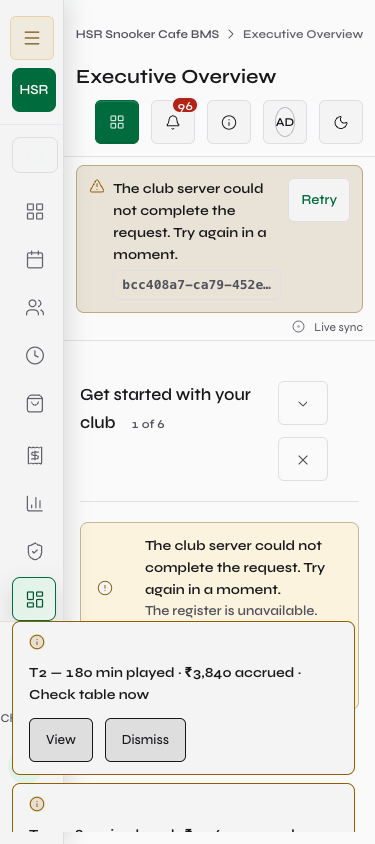 HSR Snooker Cafe BMS > Executive Overview
HSR
Executive Overview
96
AD
The club server could
not complete the
request. Try again in a
moment.
Retry
bcc408a7-ca79-452e…
Live sync
Get started with your
club 1 of 6
The club server could not
complete the request. Try
again in a moment.
The register is unavailable.
T2 — 180 min played · ₹3,840 accrued ·
Check table now
View
Dismiss